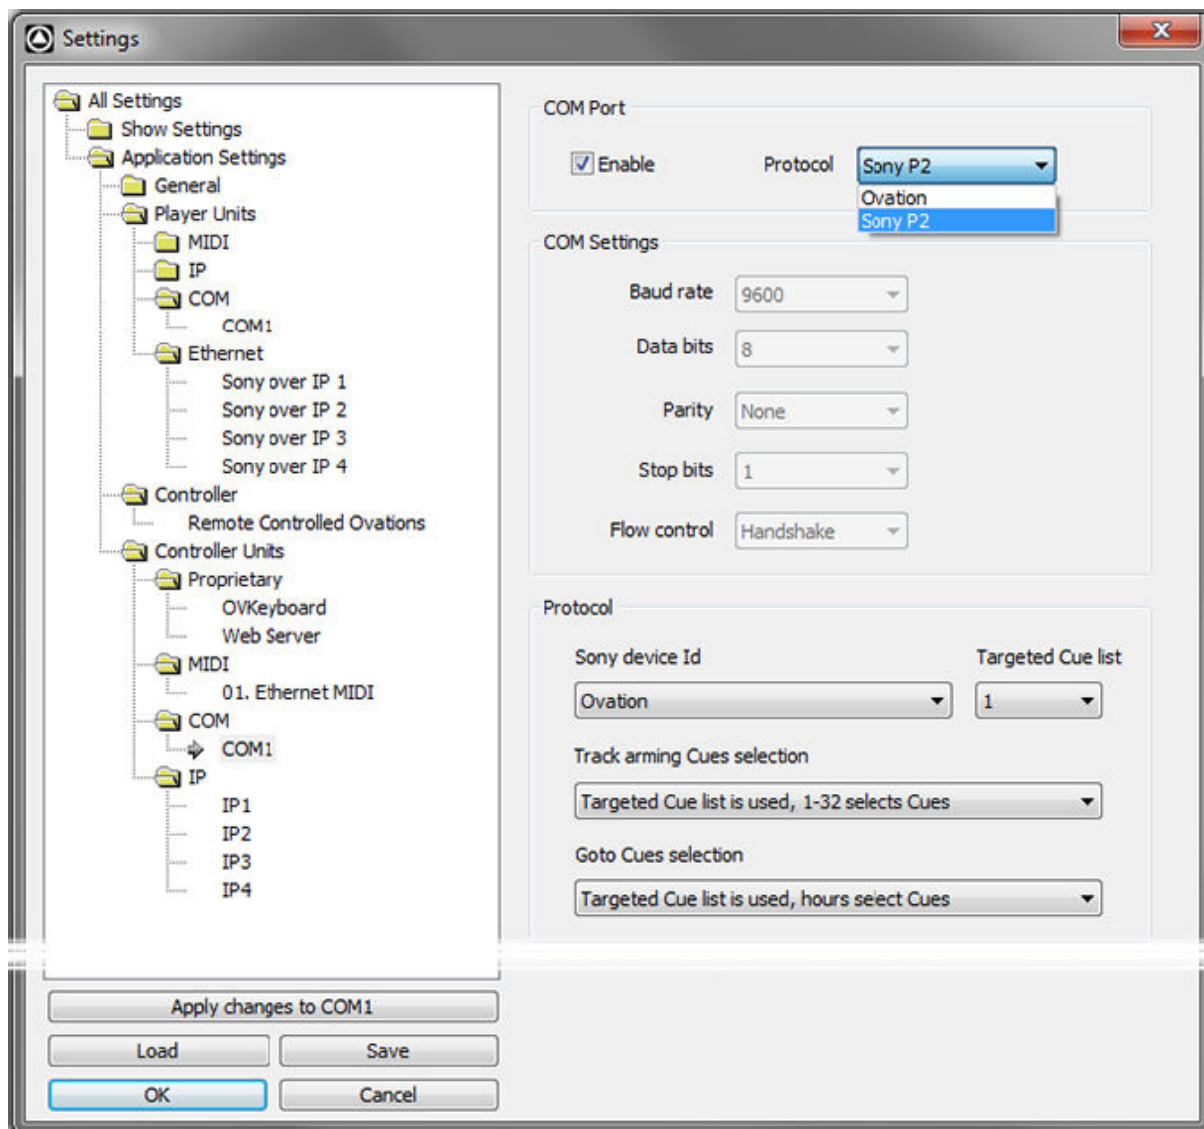 Settings
All Settings
Show Settings
Application Settings
General
Player Units
MIDI
IP
COM
COM1
Ethernet
Sony over IP 1
Sony over IP 2
Sony over IP 3
Sony over IP 4
Controller
Remote Controlled Ovations
Controller Units
Proprietary
OVKeyboard
Web Server
MIDI
01. Ethernet MIDI
COM
COM1
IP
IP1
IP2
IP3
IP4
Apply changes to COM1
Load Save
OK Cancel
COM Port
Enable Protocol Sony P2
Ovation
Sony P2
COM Settings
Baud rate 9600
Data bits 8
Parity None
Stop bits 1
Flow control Handshake
Protocol
Sony device Id Targeted Cue list
Ovation 1
Track arming Cues selection
Targeted Cue list is used, 1-32 selects Cues
Goto Cues selection
Targeted Cue list is used, hours select Cues